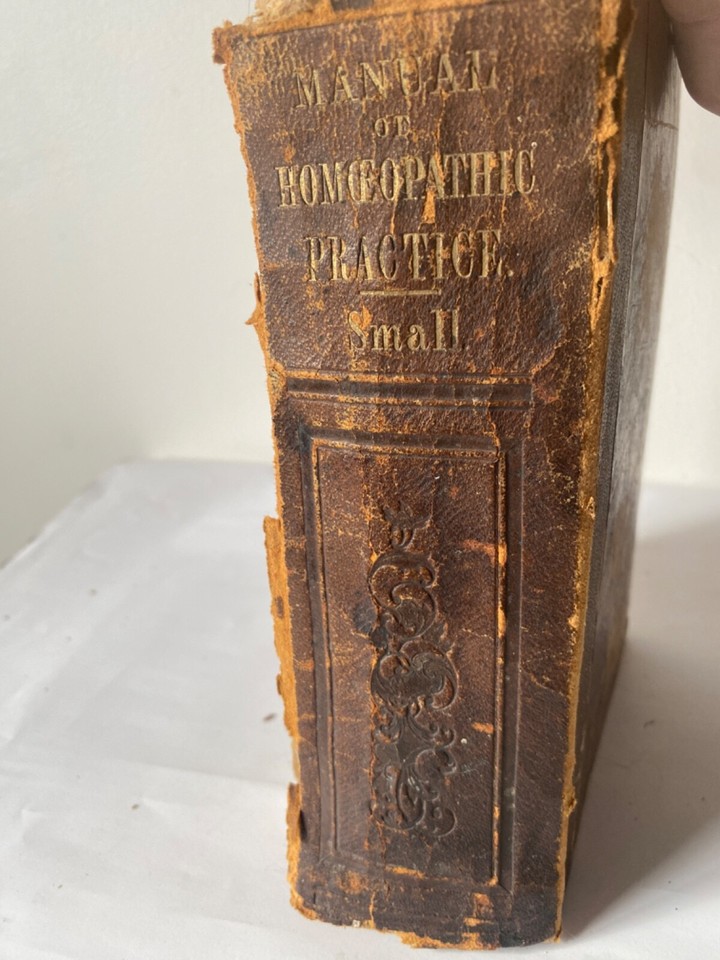 MANUAL
OF
HOMŒOPATHIC
PRACTICE.
Small.